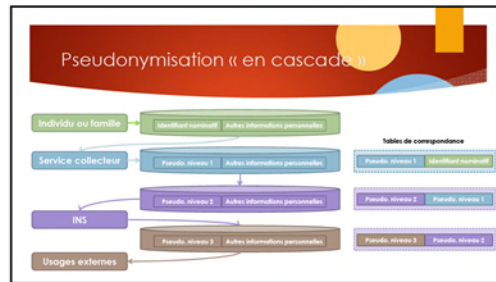 Pseudonymisation « en cascade »
Individu ou famille
Identifiant nominatif
Autres informations personnelles
Tables de correspondance
Service collecteur
Pseudo. niveau 1
Autres informations personnelles
Pseudo. niveau 1
Identifiant nominatif
Pseudo. niveau 2
Autres informations personnelles
Pseudo. niveau 2
Pseudo. niveau 1
INS
Pseudo. niveau 3
Autres informations personnelles
Pseudo. niveau 3
Pseudo. niveau 2
Usages externes